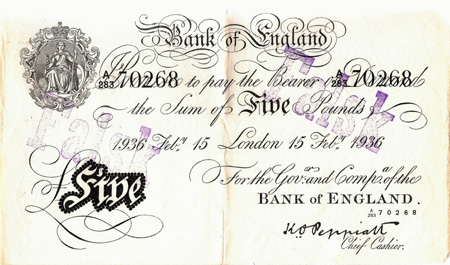 Bank of England
A/283 70268 to pay the Bearer on Demand A/283 70268
the Sum of Five Pounds
1936 Feby. 15 London 15 Feby. 1936
For the Govr. and Compa. of the
BANK OF ENGLAND.
£Five
A/283 70268
K.O. Peppiatt
Chief Cashier.